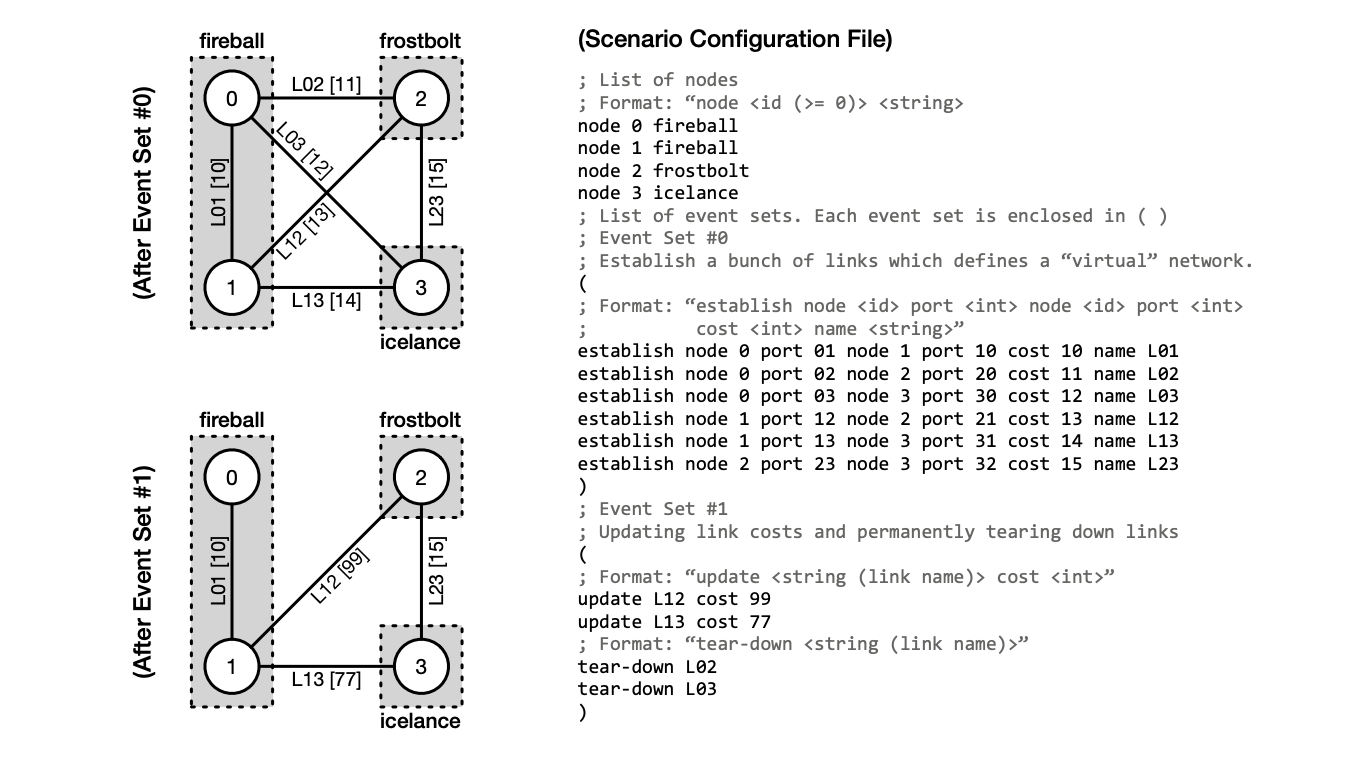 (After Event Set #0)
fireball
frostbolt
0
L02 [11]
2
L03 [12]
L01 [10]
L12 [13]
L23 [15]
1
L13 [14]
3
icelance
(After Event Set #1)
fireball
frostbolt
0
2
L01 [10]
L12 [99]
L23 [15]
1
L13 [77]
3
icelance
(Scenario Configuration File)
; List of nodes
; Format: “node <id (>= 0)> <string>
node 0 fireball
node 1 fireball
node 2 frostbolt
node 3 icelance
; List of event sets. Each event set is enclosed in ( )
; Event Set #0
; Establish a bunch of links which defines a “virtual” network.
(
; Format: “establish node <id> port <int> node <id> port <int>
;          cost <int> name <string>”
establish node 0 port 01 node 1 port 10 cost 10 name L01
establish node 0 port 02 node 2 port 20 cost 11 name L02
establish node 0 port 03 node 3 port 30 cost 12 name L03
establish node 1 port 12 node 2 port 21 cost 13 name L12
establish node 1 port 13 node 3 port 31 cost 14 name L13
establish node 2 port 23 node 3 port 32 cost 15 name L23
)
; Event Set #1
; Updating link costs and permanently tearing down links
(
; Format: “update <string (link name)> cost <int>”
update L12 cost 99
update L13 cost 77
; Format: “tear-down <string (link name)>”
tear-down L02
tear-down L03
)